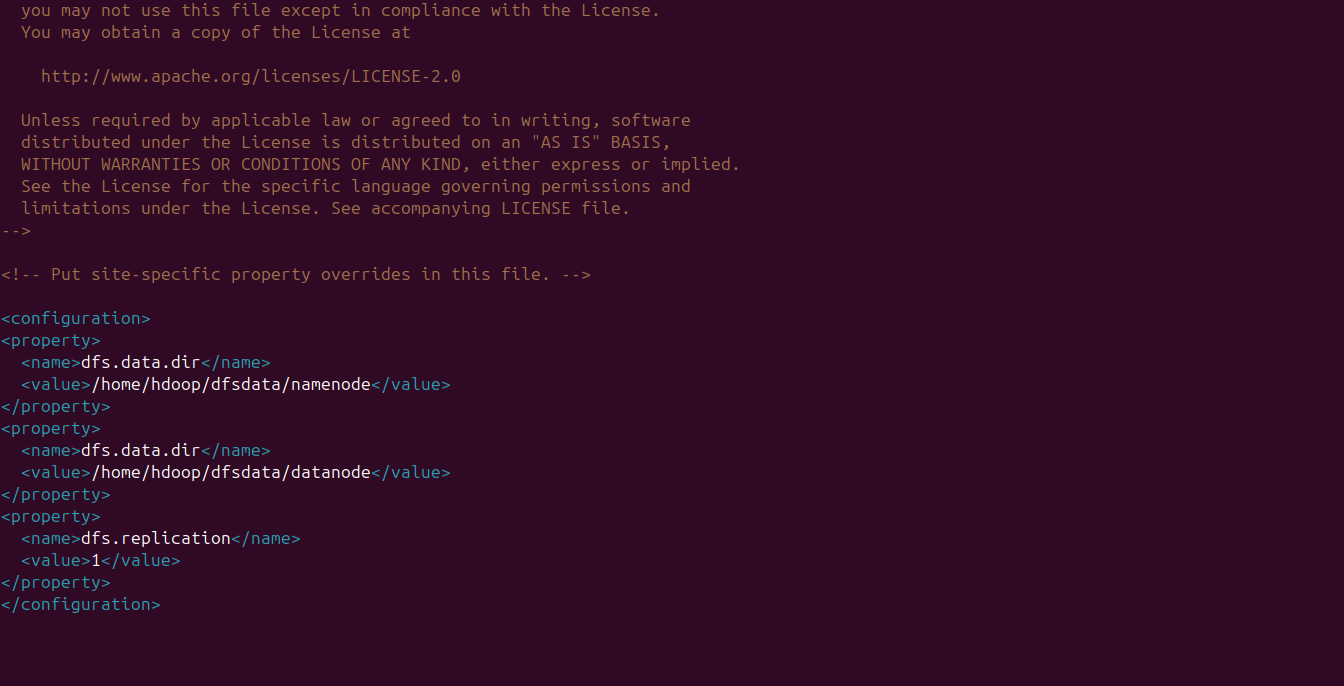 you may not use this file except in compliance with the License.
You may obtain a copy of the License at
http://www.apache.org/licenses/LICENSE-2.0
Unless required by applicable law or agreed to in writing, software
distributed under the License is distributed on an "AS IS" BASIS,
WITHOUT WARRANTIES OR CONDITIONS OF ANY KIND, either express or implied.
See the License for the specific language governing permissions and
limitations under the License. See accompanying LICENSE file.
-->
<!-- Put site-specific property overrides in this file. -->
<configuration>
<property>
<name>dfs.data.dir</name>
<value>/home/hdoop/dfsdata/namenode</value>
</property>
<property>
<name>dfs.data.dir</name>
<value>/home/hdoop/dfsdata/datanode</value>
</property>
<property>
<name>dfs.replication</name>
<value>1</value>
</property>
</configuration>